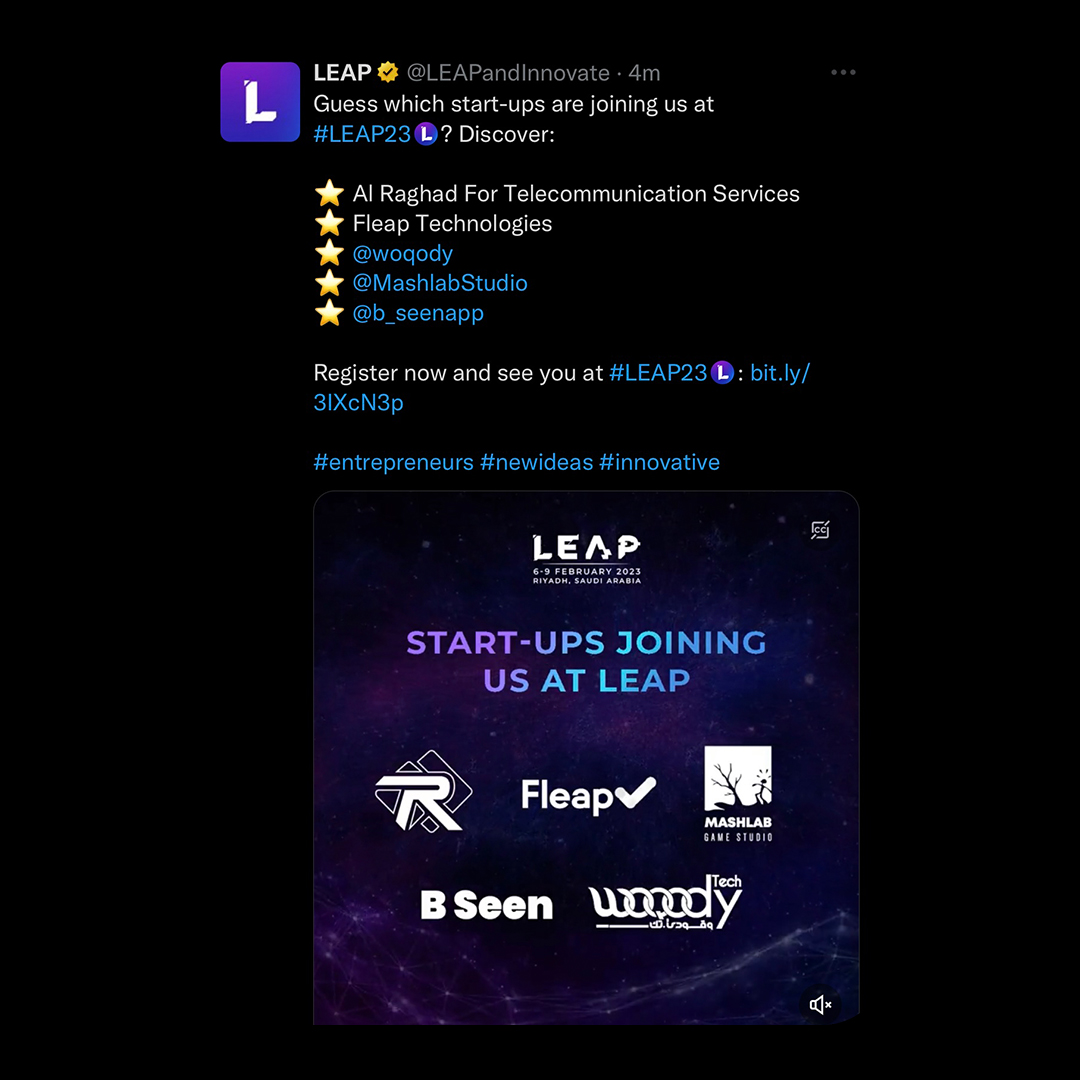 LEAP @LEAPandInnovate · 4m
Guess which start-ups are joining us at
#LEAP23 L? Discover:
⭐ Al Raghad For Telecommunication Services
⭐ Fleap Technologies
⭐ @woqody
⭐ @MashlabStudio
⭐ @b_seenapp
Register now and see you at #LEAP23 L: bit.ly/
3IXcN3p
#entrepreneurs #newideas #innovative
CC
LEAP
6-9 FEBRUARY 2023
RIYADH, SAUDI ARABIA
START-UPS JOINING
US AT LEAP
R
Fleap
MASHLAB
GAME STUDIO
B Seen
woqody Tech
وقودي تك